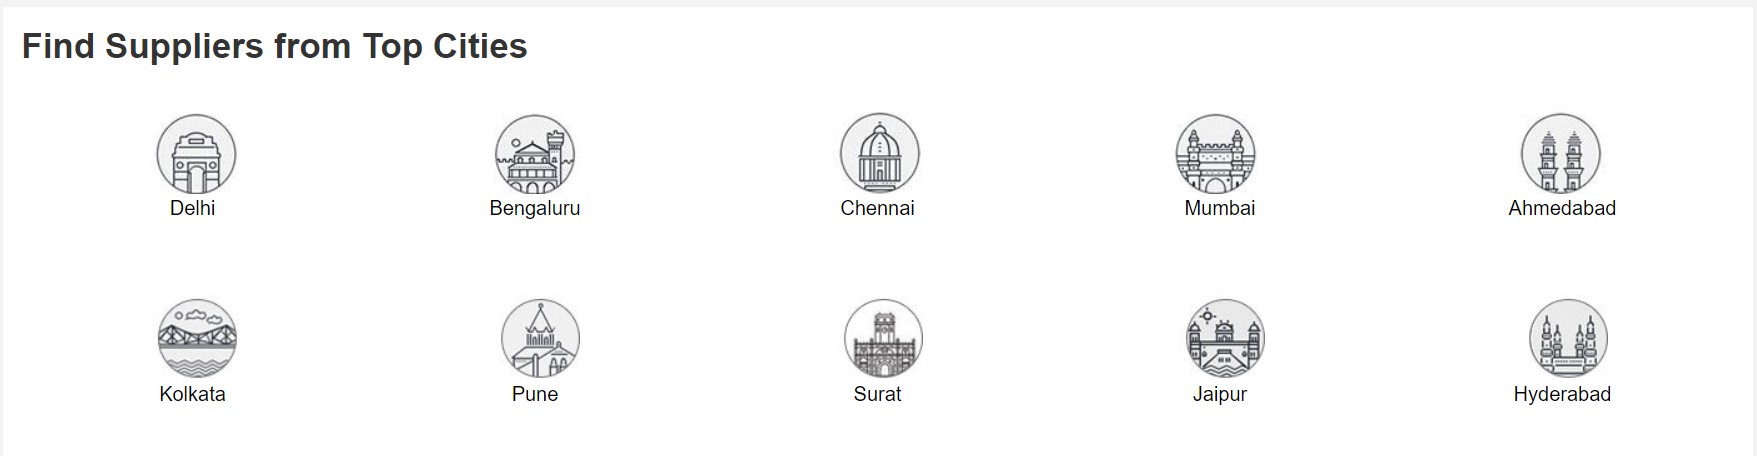 Find Suppliers from Top Cities
Delhi
Bengaluru
Chennai
Mumbai
Ahmedabad
Kolkata
Pune
Surat
Jaipur
Hyderabad